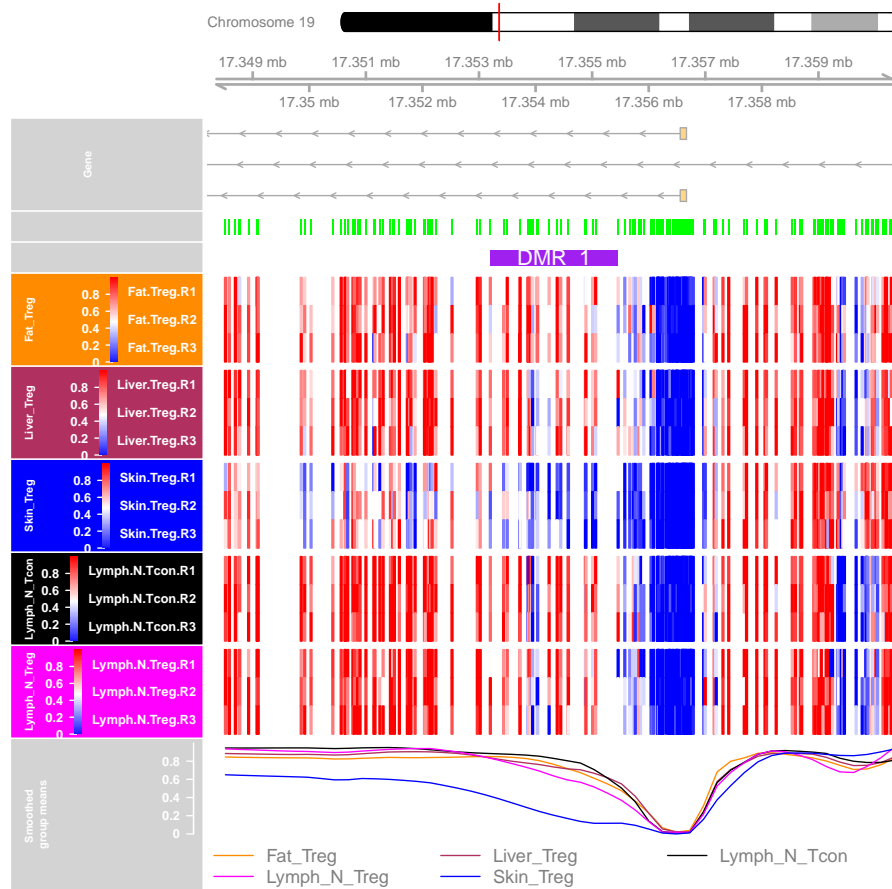 Chromosome 19
17.349 mb 17.351 mb 17.353 mb 17.355 mb 17.357 mb 17.359 mb
17.35 mb 17.352 mb 17.354 mb 17.356 mb 17.358 mb
Gene
DMR_1
Fat_Treg
0.8
0.6
0.4
0.2
0
Fat.Treg.R1
Fat.Treg.R2
Fat.Treg.R3
Liver_Treg
0.8
0.6
0.4
0.2
0
Liver.Treg.R1
Liver.Treg.R2
Liver.Treg.R3
Skin_Treg
0.8
0.6
0.4
0.2
0
Skin.Treg.R1
Skin.Treg.R2
Skin.Treg.R3
Lymph_N_Tcon
0.8
0.6
0.4
0.2
0
Lymph.N.Tcon.R1
Lymph.N.Tcon.R2
Lymph.N.Tcon.R3
Lymph_N_Treg
0.8
0.6
0.4
0.2
0
Lymph.N.Treg.R1
Lymph.N.Treg.R2
Lymph.N.Treg.R3
Smoothed
group means
0.8
0.6
0.4
0.2
0
Fat_Treg Liver_Treg Lymph_N_Tcon
Lymph_N_Treg Skin_Treg